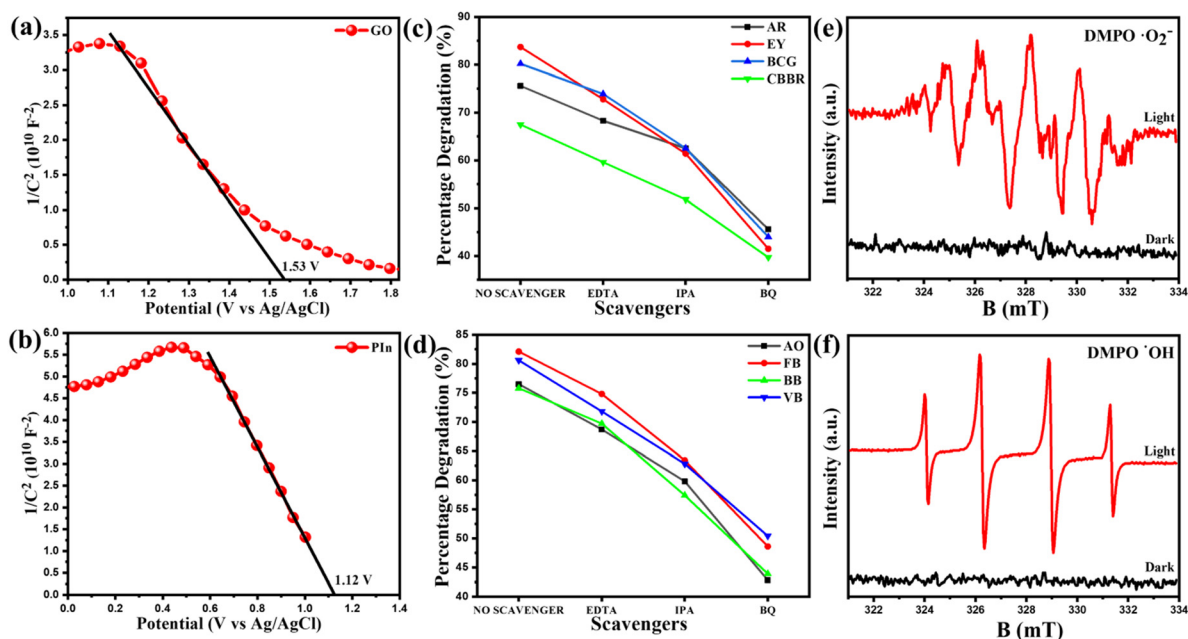 (a)
GO
1/C² (10¹⁰ F⁻²)
3.5
3.0
2.5
2.0
1.5
1.0
0.5
0.0
1.53 V
1.0 1.1 1.2 1.3 1.4 1.5 1.6 1.7 1.8
Potential (V vs Ag/AgCl)
(b)
PIn
1/C² (10¹⁰ F⁻²)
6.0
5.5
5.0
4.5
4.0
3.5
3.0
2.5
2.0
1.5
1.0
0.5
0.0
1.12 V
0.0 0.2 0.4 0.6 0.8 1.0 1.2 1.4
Potential (V vs Ag/AgCl)
(c)
AR
EY
BCG
CBBR
Percentage Degradation (%)
90
80
70
60
50
40
NO SCAVENGER EDTA IPA BQ
Scavengers
(d)
AO
FB
BB
VB
Percentage Degradation (%)
85
80
75
70
65
60
55
50
45
40
NO SCAVENGER EDTA IPA BQ
Scavengers
(e)
DMPO ·O₂⁻
Intensity (a.u.)
Light
Dark
322 324 326 328 330 332 334
B (mT)
(f)
DMPO ˙OH
Intensity (a.u.)
Light
Dark
322 324 326 328 330 332 334
B (mT)